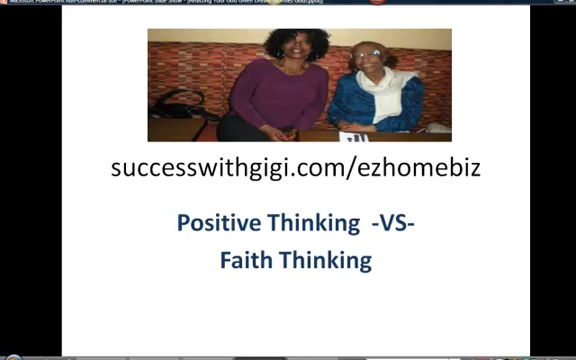 successwithgigi.com/ezhomebiz
Positive Thinking -VS-
Faith Thinking